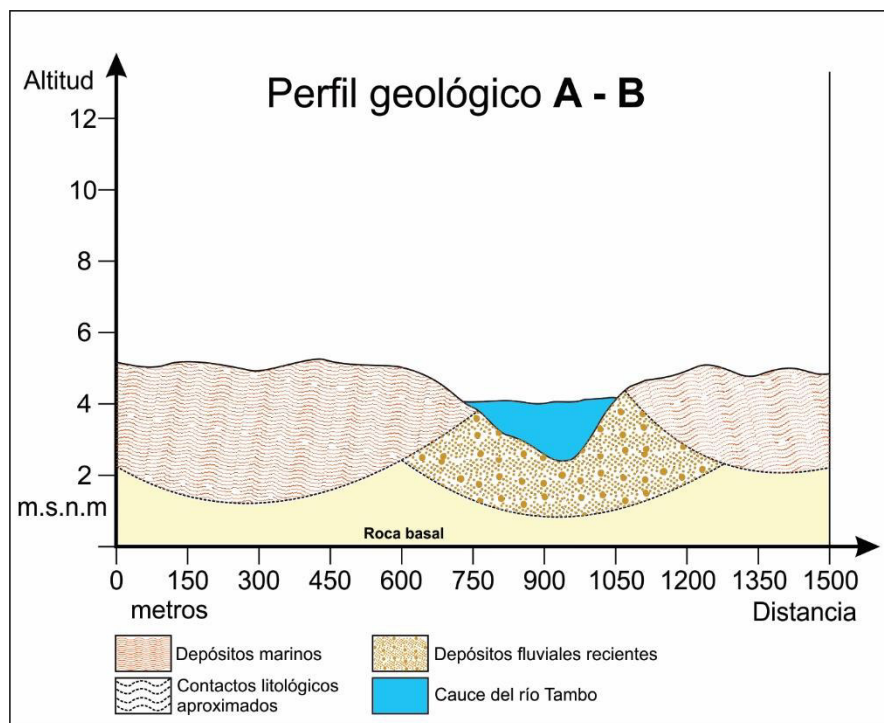 Perfil geológico A - B
Altitud
12
10
8
6
4
2
m.s.n.m
Roca basal
0 150 300 450 600 750 900 1050 1200 1350 1500
metros
Distancia
Depósitos marinos
Depósitos fluviales recientes
Contactos litológicos
aproximados
Cauce del río Tambo